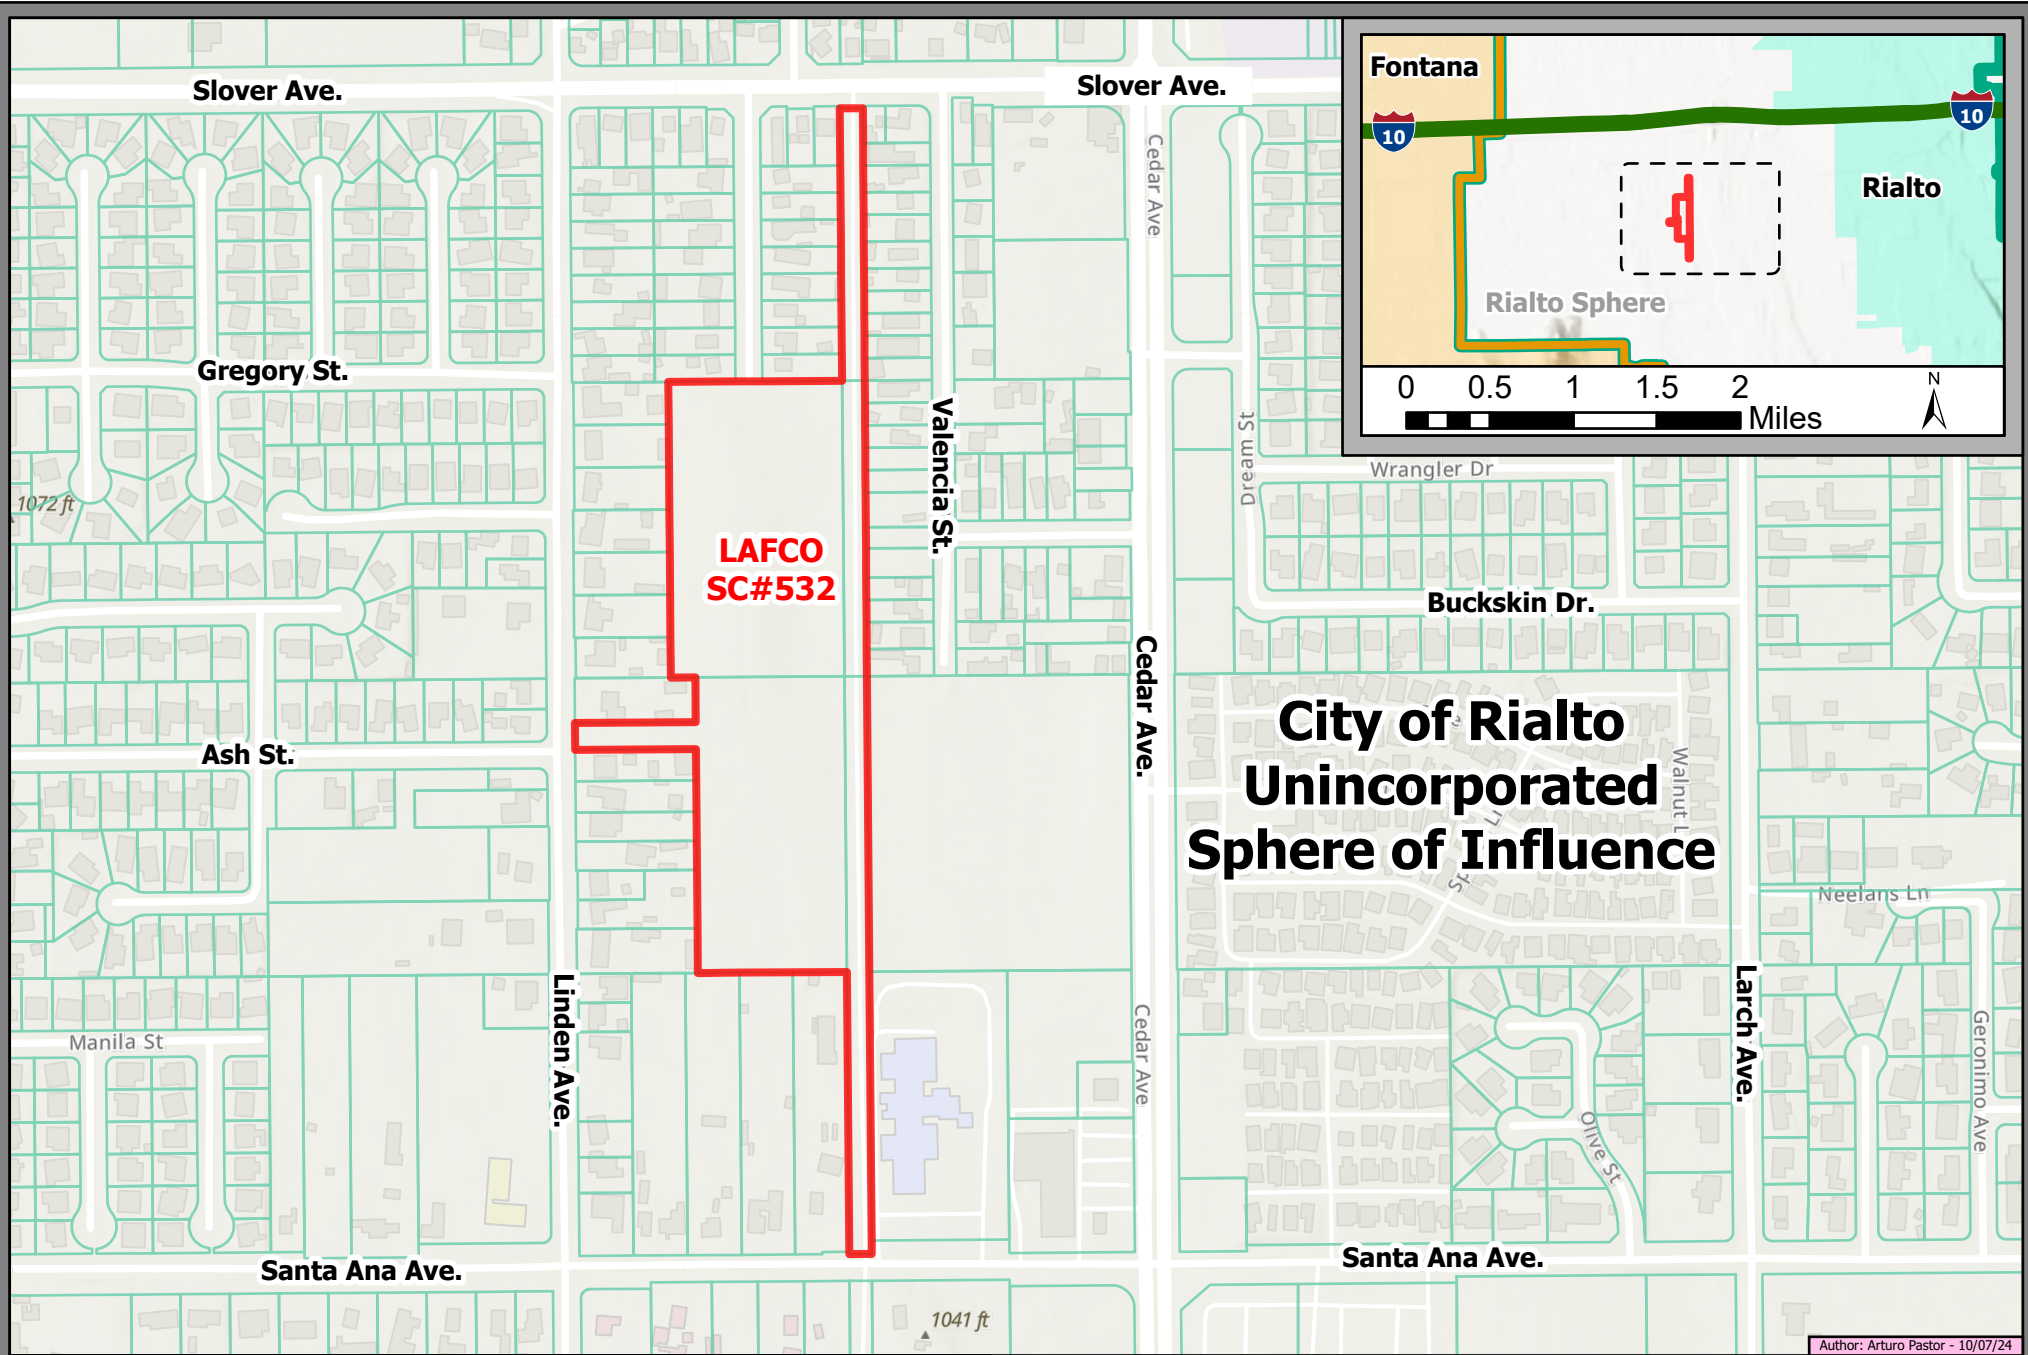 Slover Ave.
Slover Ave.
Fontana
10
10
Rialto
Rialto Sphere
0 0.5 1 1.5 2
Miles
N
Cedar Ave
Gregory St.
Valencia St.
Dream St
Wrangler Dr
1072 ft
LAFCO
SC#532
Buckskin Dr.
Cedar Ave.
City of Rialto
Unincorporated
Sphere of Influence
Ash St.
Walnut L
Neelans Ln
Linden Ave.
Larch Ave.
Manila St
Cedar Ave
Geronimo Ave
Olive St
Santa Ana Ave.
Santa Ana Ave.
1041 ft
Author: Arturo Pastor - 10/07/24